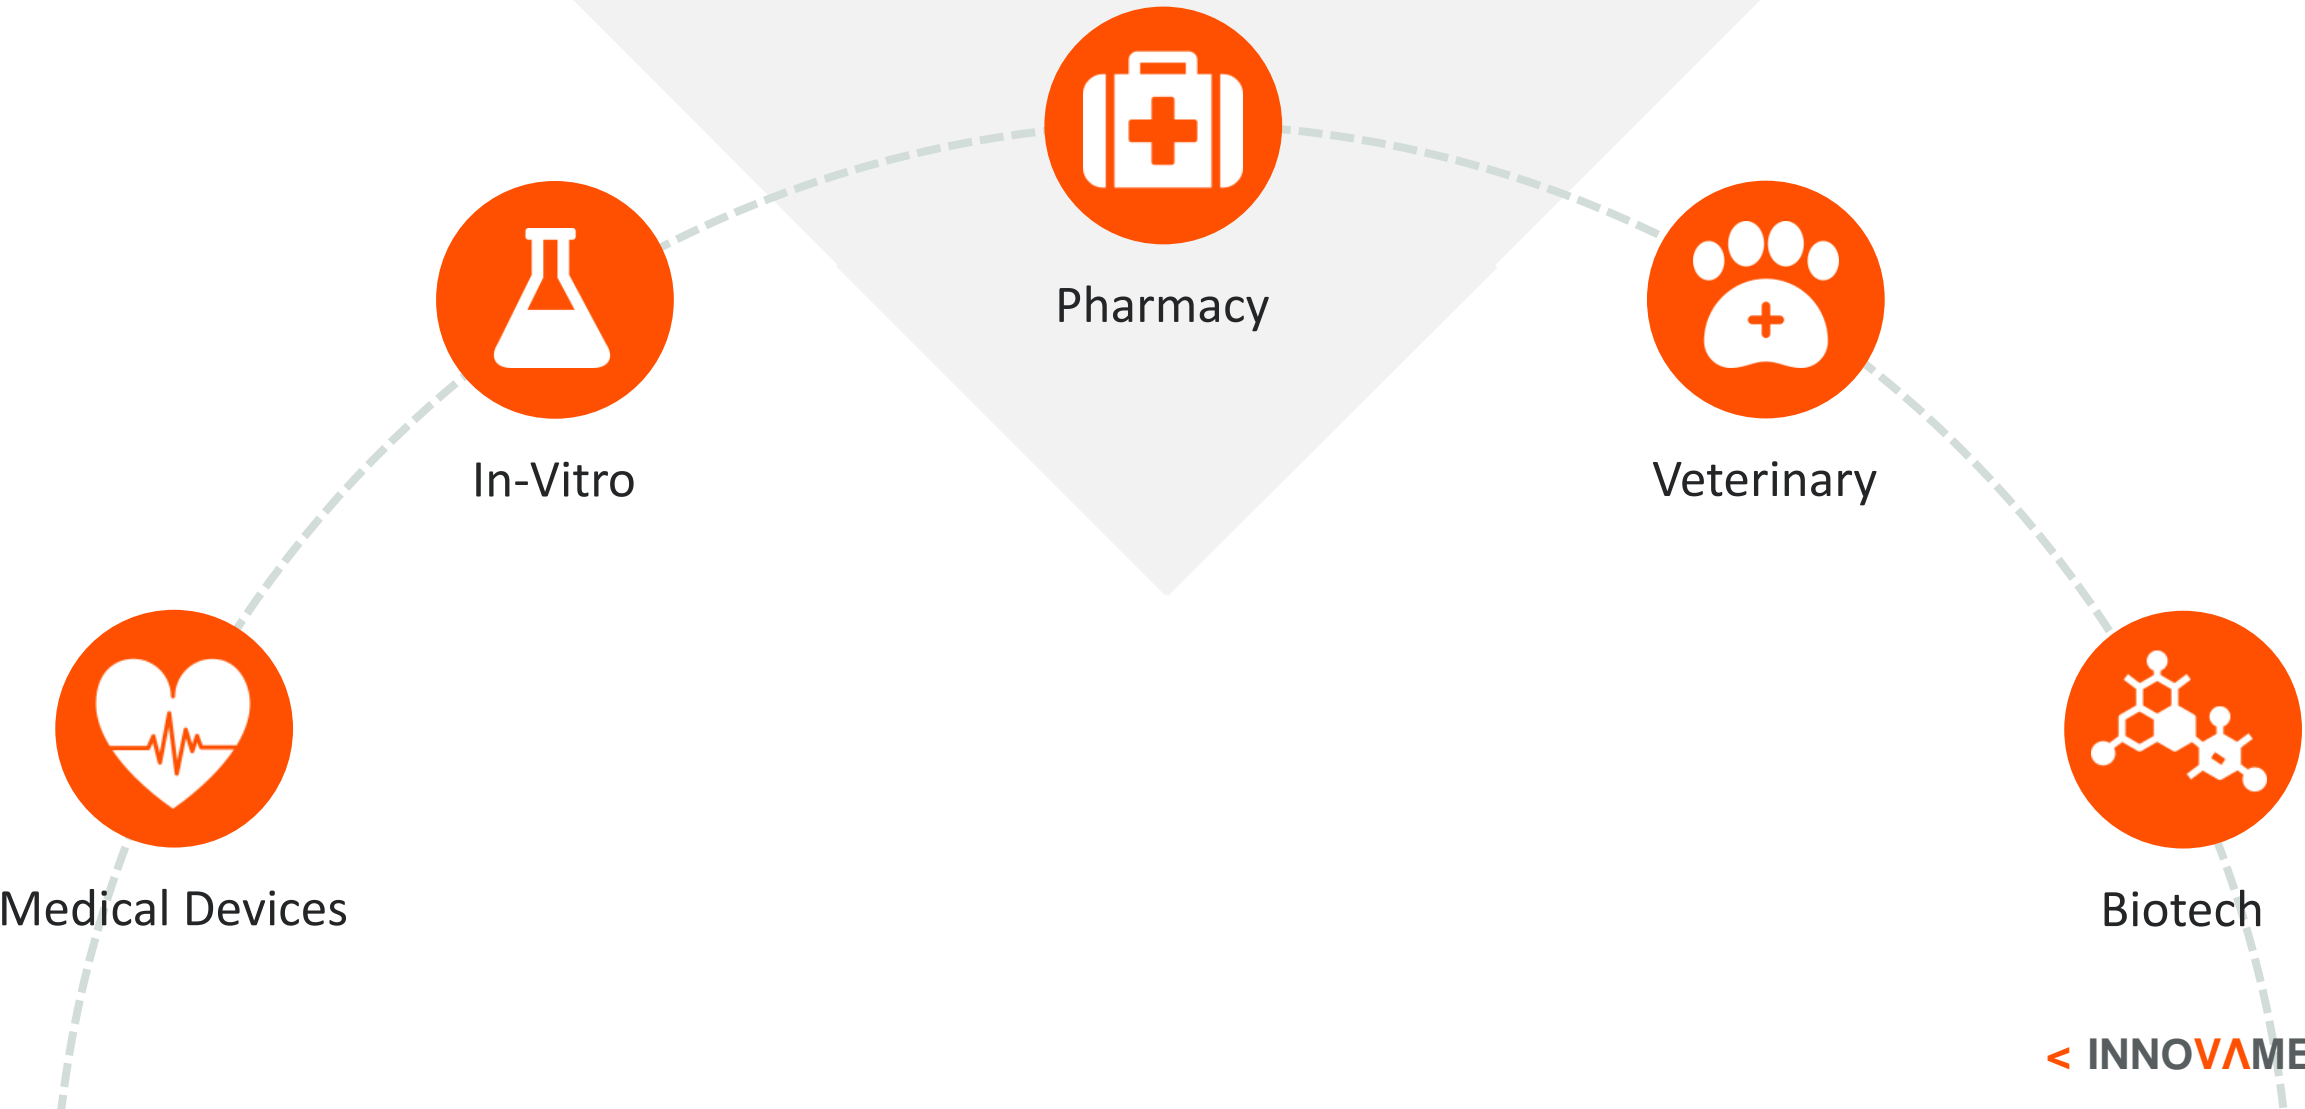 Pharmacy
In-Vitro
Veterinary
Medical Devices
Biotech
< INNOVAME